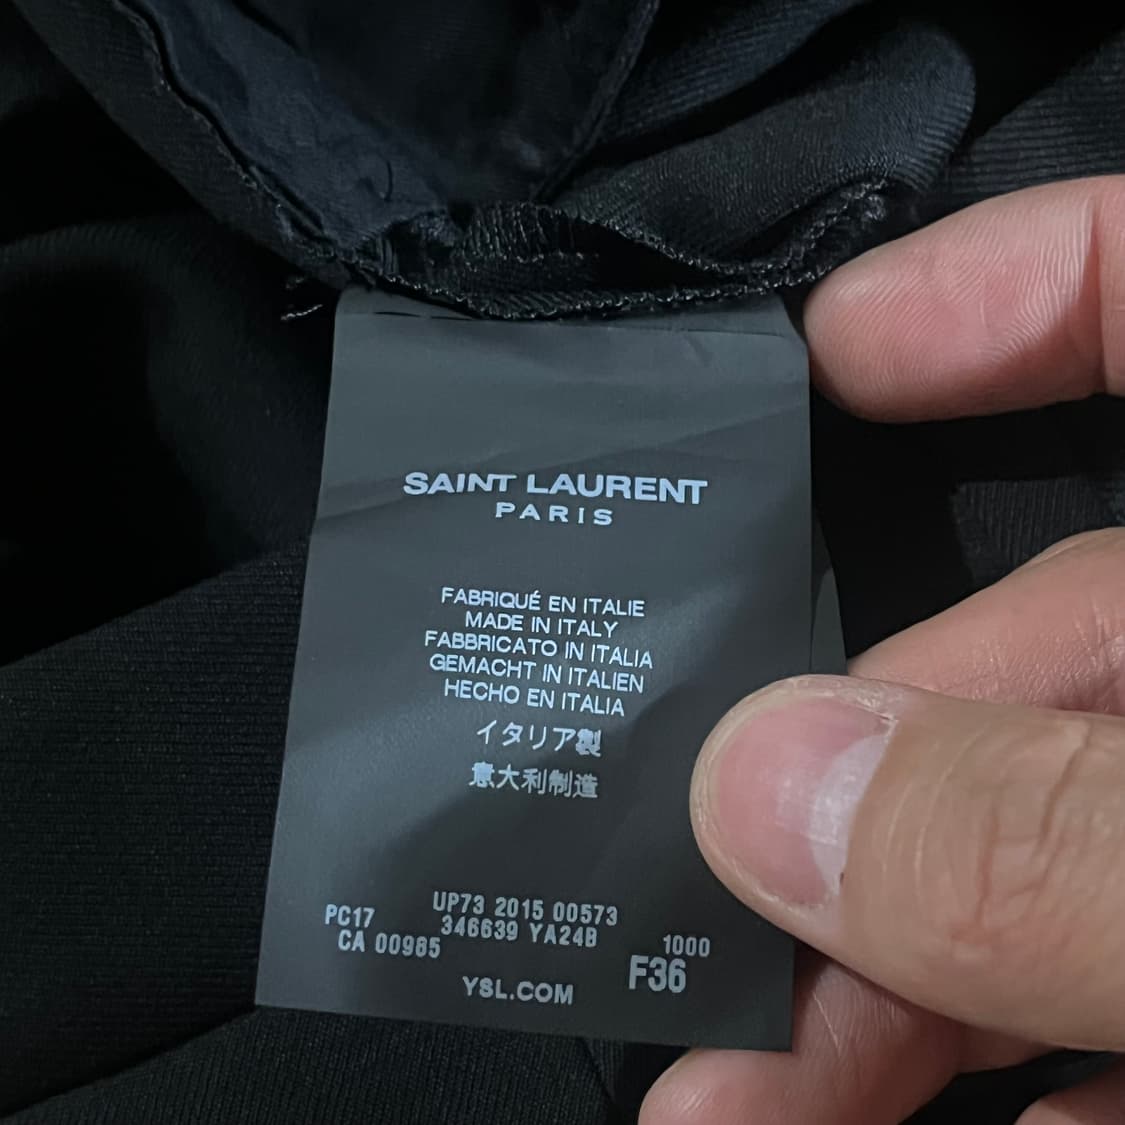 SAINT LAURENT
PARIS
FABRIQUÉ EN ITALIE
MADE IN ITALY
FABBRICATO IN ITALIA
GEMACHT IN ITALIEN
HECHO EN ITALIA
イタリア製
意大利制造
PC17 UP73 2015 00573
CA 00985 346639 YA24B 1000
F36
YSL.COM